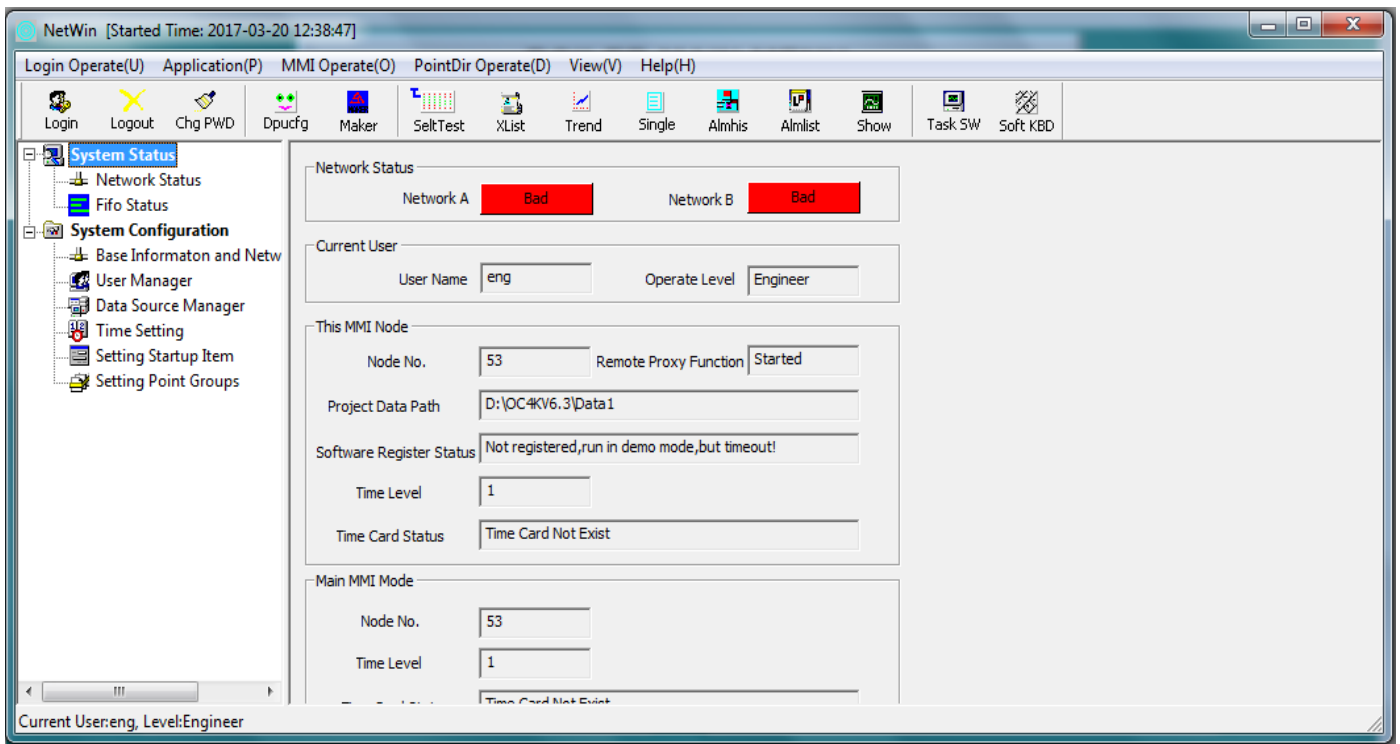 NetWin [Started Time: 2017-03-20 12:38:47]
Login Operate(U) Application(P) MMI Operate(O) PointDir Operate(D) View(V) Help(H)
Login Logout Chg PWD Dpucfg Maker SeltTest XList Trend Single Almhis Almlist Show Task SW Soft KBD
System Status
Network Status
Fifo Status
System Configuration
Base Informaton and Netw
User Manager
Data Source Manager
Time Setting
Setting Startup Item
Setting Point Groups
Network Status
Network A Bad Network B Bad
Current User
User Name eng Operate Level Engineer
This MMI Node
Node No. 53 Remote Proxy Function Started
Project Data Path D:\OC4KV6.3\Data1
Software Register Status Not registered,run in demo mode,but timeout!
Time Level 1
Time Card Status Time Card Not Exist
Main MMI Mode
Node No. 53
Time Level 1
Time Card Not Exist
Current User:eng, Level:Engineer